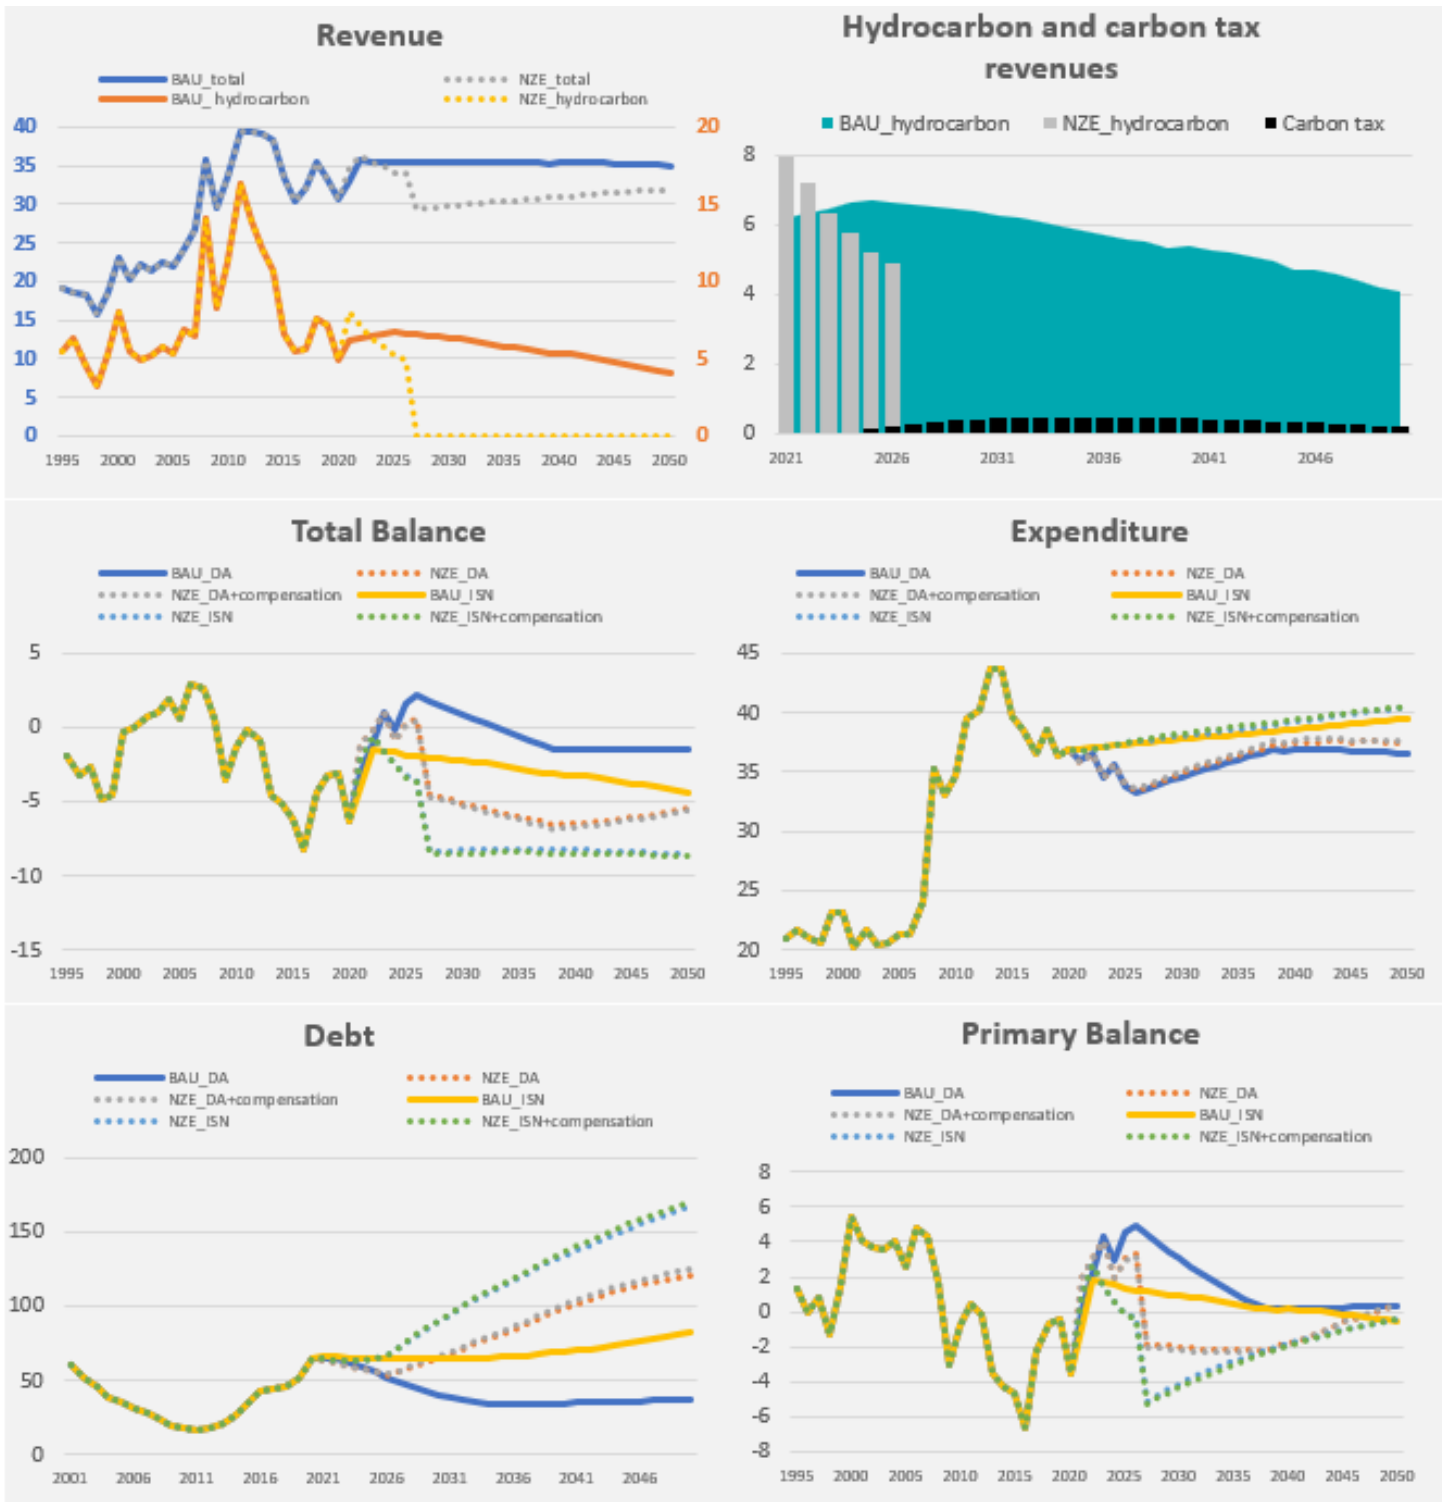 Revenue
BAU_total NZE_total
BAU_ hydrocarbon NZE_hydrocarbon
40 20
35
30 15
25
20 10
15
10 5
5
0 0
1995 2000 2005 2010 2015 2020 2025 2030 2035 2040 2045 2050
Hydrocarbon and carbon tax
revenues
BAU_hydrocarbon NZE_hydrocarbon Carbon tax
8
6
4
2
0
2021 2026 2031 2036 2041 2046
Total Balance
BAU_DA NZE_DA
NZE_DA+compensation BAU_ISN
NZE_ISN NZE_ISN+compensation
5
0
-5
-10
-15
1995 2000 2005 2010 2015 2020 2025 2030 2035 2040 2045 2050
Expenditure
BAU_DA NZE_DA
NZE_DA+compensation BAU_ISN
NZE_ISN NZE_ISN+compensation
45
40
35
30
25
20
1995 2000 2005 2010 2015 2020 2025 2030 2035 2040 2045 2050
Debt
BAU_DA NZE_DA
NZE_DA+compensation BAU_ISN
NZE_ISN NZE_ISN+compensation
200
150
100
50
0
2001 2006 2011 2016 2021 2026 2031 2036 2041 2046
Primary Balance
BAU_DA NZE_DA
NZE_DA+compensation BAU_ISN
NZE_ISN NZE_ISN+compensation
8
6
4
2
0
-2
-4
-6
-8
1995 2000 2005 2010 2015 2020 2025 2030 2035 2040 2045 2050